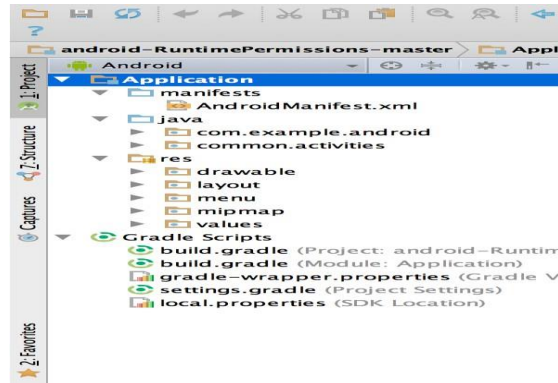 ?
android-RuntimePermissions-master
Appl
1: Project
Android
Application
manifests
AndroidManifest.xml
java
com.example.android
common.activities
res
drawable
layout
menu
mipmap
values
Gradle Scripts
build.gradle (Project: android-Runtim
build.gradle (Module: Application)
gradle-wrapper.properties (Gradle V
settings.gradle (Project Settings)
local.properties (SDK Location)
7: Structure
Captures
2: Favorites